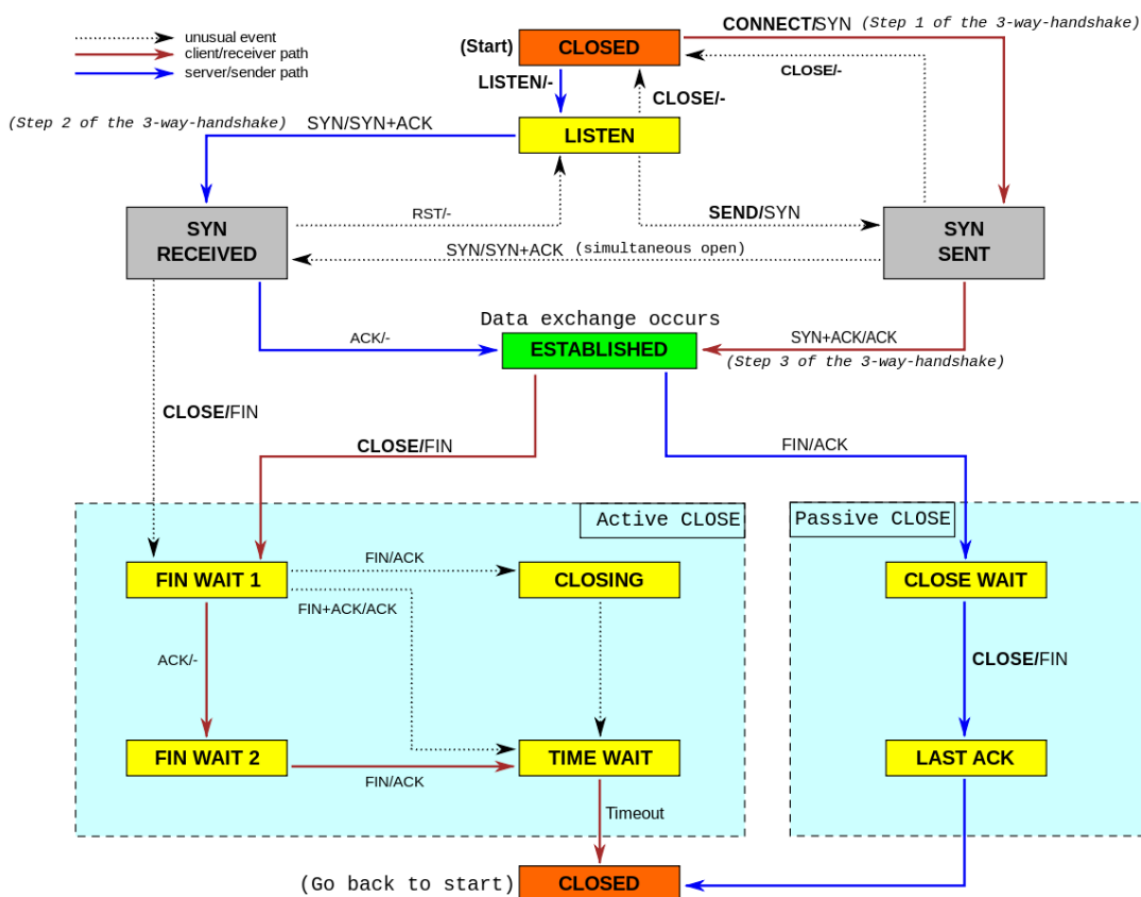 unusual event
client/receiver path
server/sender path
(Start)
CLOSED
CONNECT/SYN (Step 1 of the 3-way-handshake)
CLOSE/-
LISTEN/-
CLOSE/-
(Step 2 of the 3-way-handshake)
SYN/SYN+ACK
LISTEN
RST/-
SEND/SYN
SYN
RECEIVED
SYN
SENT
SYN/SYN+ACK (simultaneous open)
Data exchange occurs
ACK/-
ESTABLISHED
SYN+ACK/ACK
(Step 3 of the 3-way-handshake)
CLOSE/FIN
CLOSE/FIN
FIN/ACK
Active CLOSE
Passive CLOSE
FIN WAIT 1
FIN/ACK
CLOSING
CLOSE WAIT
FIN+ACK/ACK
ACK/-
CLOSE/FIN
FIN WAIT 2
FIN/ACK
TIME WAIT
LAST ACK
Timeout
(Go back to start)
CLOSED